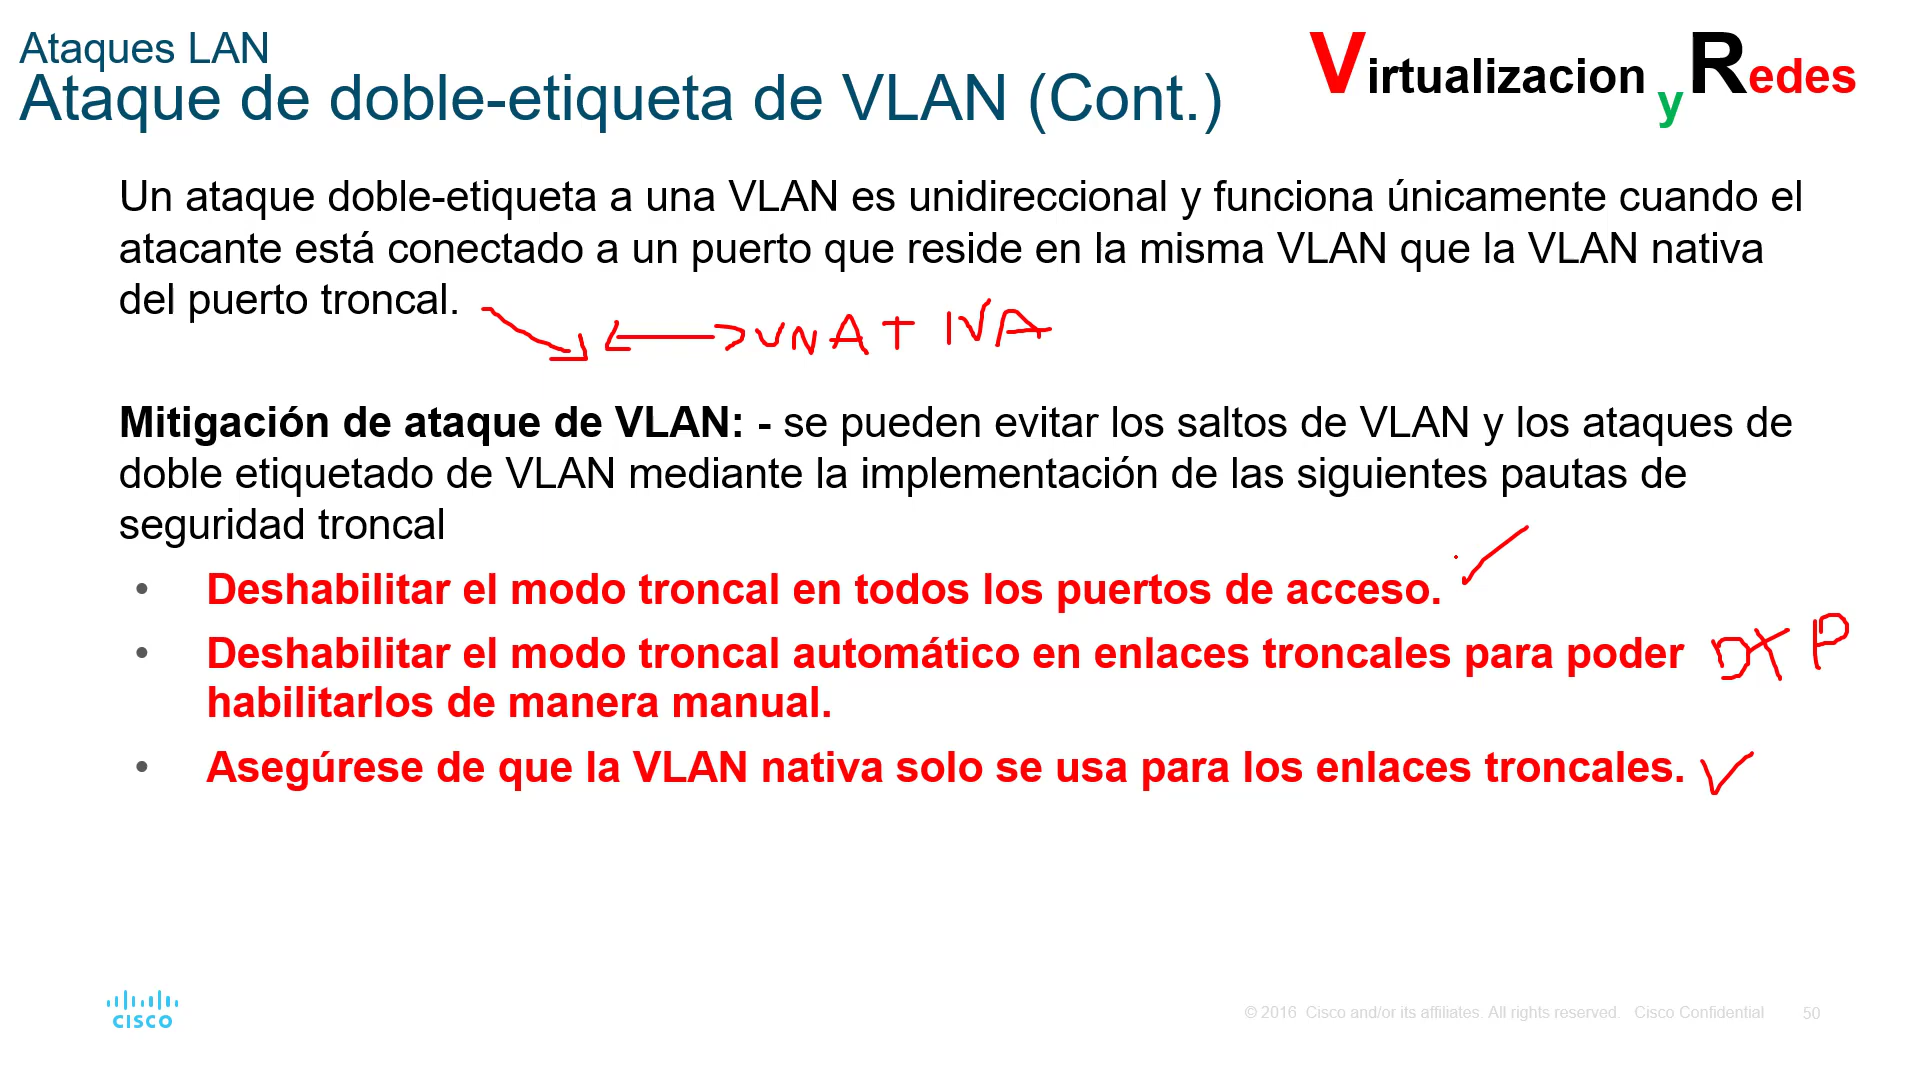 Ataques LAN
Ataque de doble-etiqueta de VLAN (Cont.)
Virtualizacion y Redes
Un ataque doble-etiqueta a una VLAN es unidireccional y funciona únicamente cuando el
atacante está conectado a un puerto que reside en la misma VLAN que la VLAN nativa
del puerto troncal.
VNATIVA
Mitigación de ataque de VLAN: - se pueden evitar los saltos de VLAN y los ataques de
doble etiquetado de VLAN mediante la implementación de las siguientes pautas de
seguridad troncal
• Deshabilitar el modo troncal en todos los puertos de acceso.
• Deshabilitar el modo troncal automático en enlaces troncales para poder DTP
habilitarlos de manera manual.
• Asegúrese de que la VLAN nativa solo se usa para los enlaces troncales.
CISCO
© 2016 Cisco and/or its affiliates. All rights reserved. Cisco Confidential 50